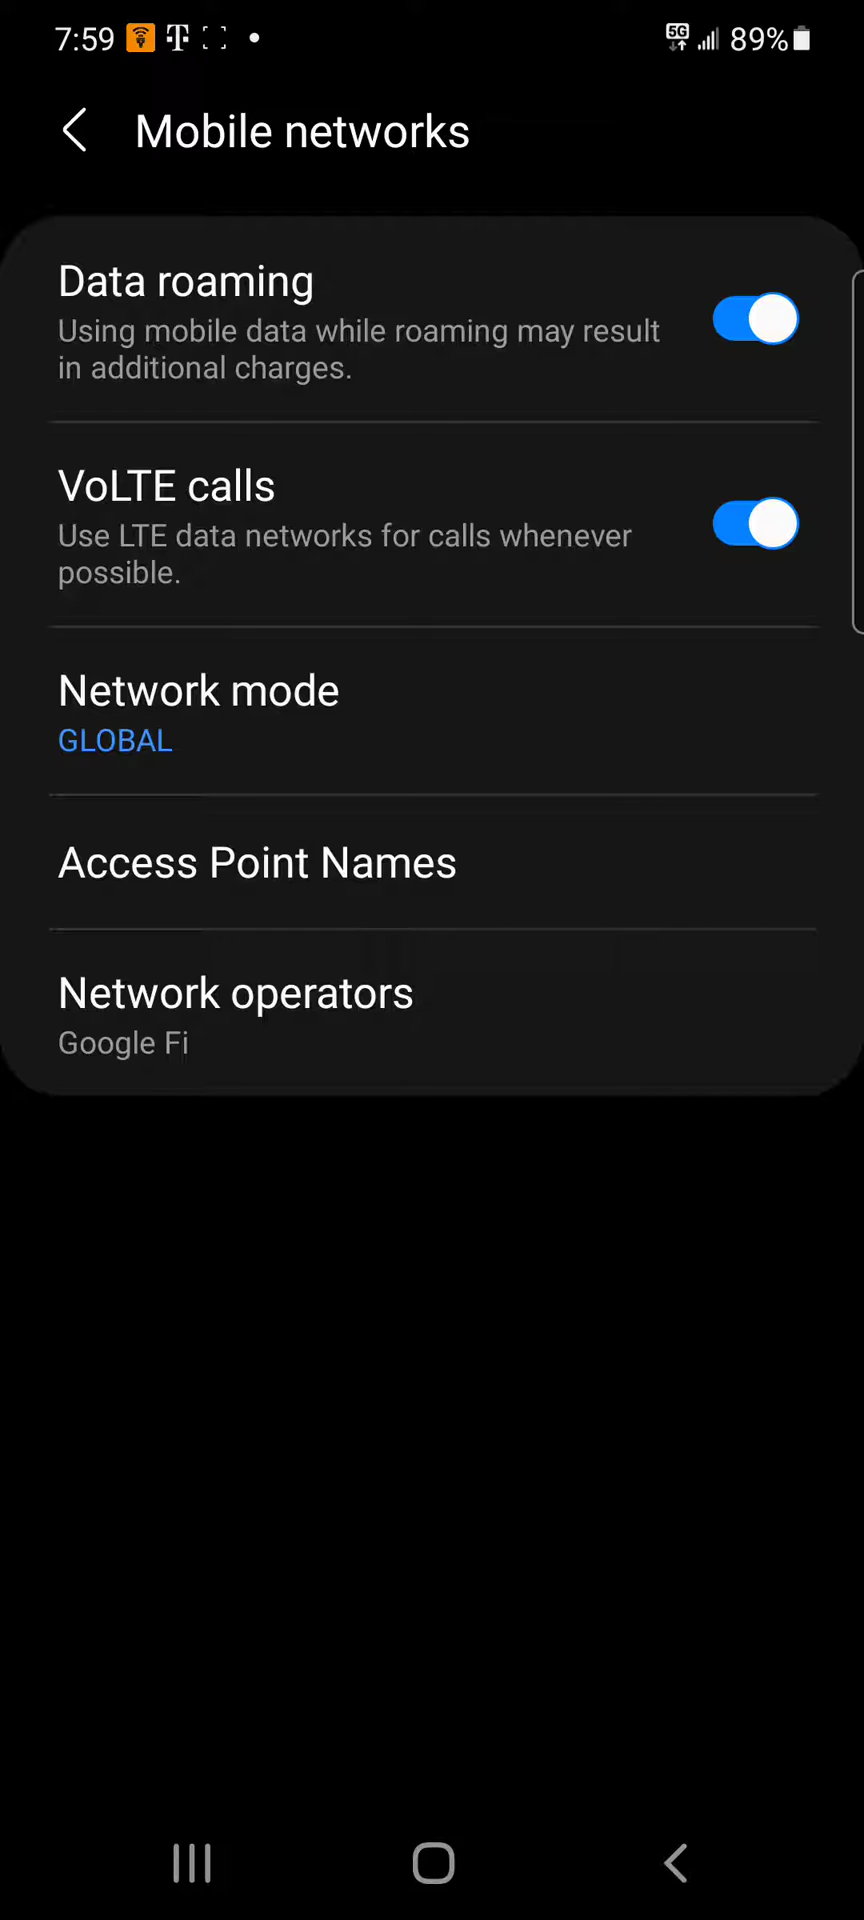 7:59 5G 89%
Mobile networks
Data roaming
Using mobile data while roaming may result
in additional charges.
VoLTE calls
Use LTE data networks for calls whenever
possible.
Network mode
GLOBAL
Access Point Names
Network operators
Google Fi